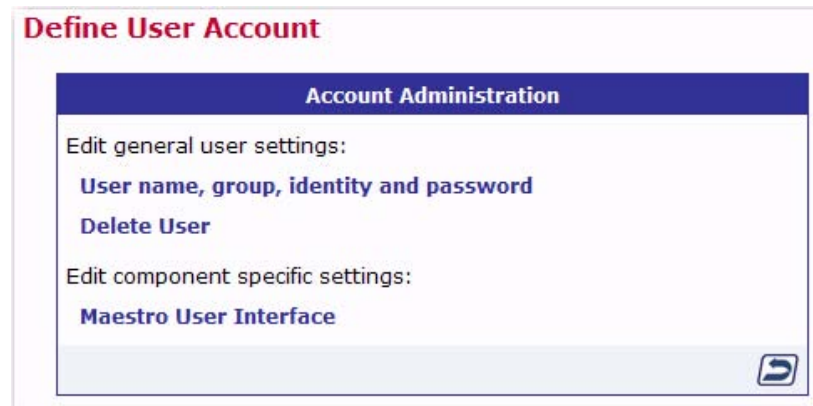 Define User Account
Account Administration
Edit general user settings:
User name, group, identity and password
Delete User
Edit component specific settings:
Maestro User Interface